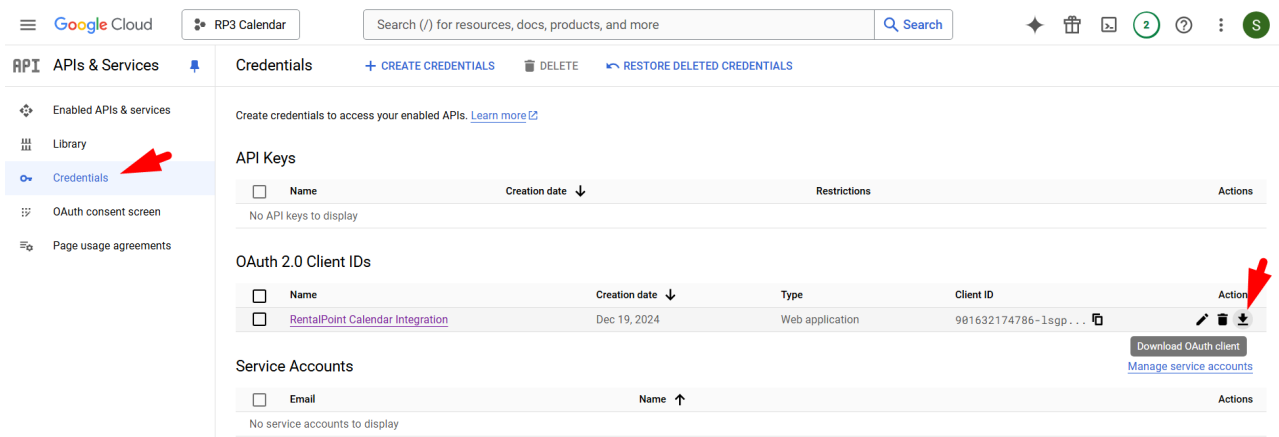 Google Cloud RP3 Calendar Search (/) for resources, docs, products, and more Search 2 S
API APIs & Services Credentials + CREATE CREDENTIALS DELETE RESTORE DELETED CREDENTIALS
Enabled APIs & services
Library
Credentials
OAuth consent screen
Page usage agreements
Create credentials to access your enabled APIs. Learn more
API Keys
Name Creation date Restrictions Actions
No API keys to display
OAuth 2.0 Client IDs
Name Creation date Type Client ID Action
RentalPoint Calendar Integration Dec 19, 2024 Web application 901632174786-lsgp...
Download OAuth client
Service Accounts Manage service accounts
Email Name Actions
No service accounts to display